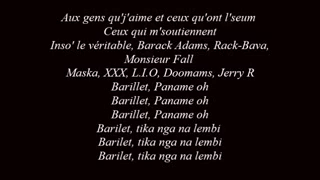 Aux gens qu'j'aime et ceux qu'ont l'seum
Ceux qui m'soutiennent
Inso' le véritable, Barack Adams, Rack-Bava,
Monsieur Fall
Maska, XXX, L.I.O, Doomams, Jerry R
Barillet, Paname oh
Barillet, Paname oh
Barillet, Paname oh
Barilet, tika nga na lembi
Barilet, tika nga na lembi
Barilet, tika nga na lembi